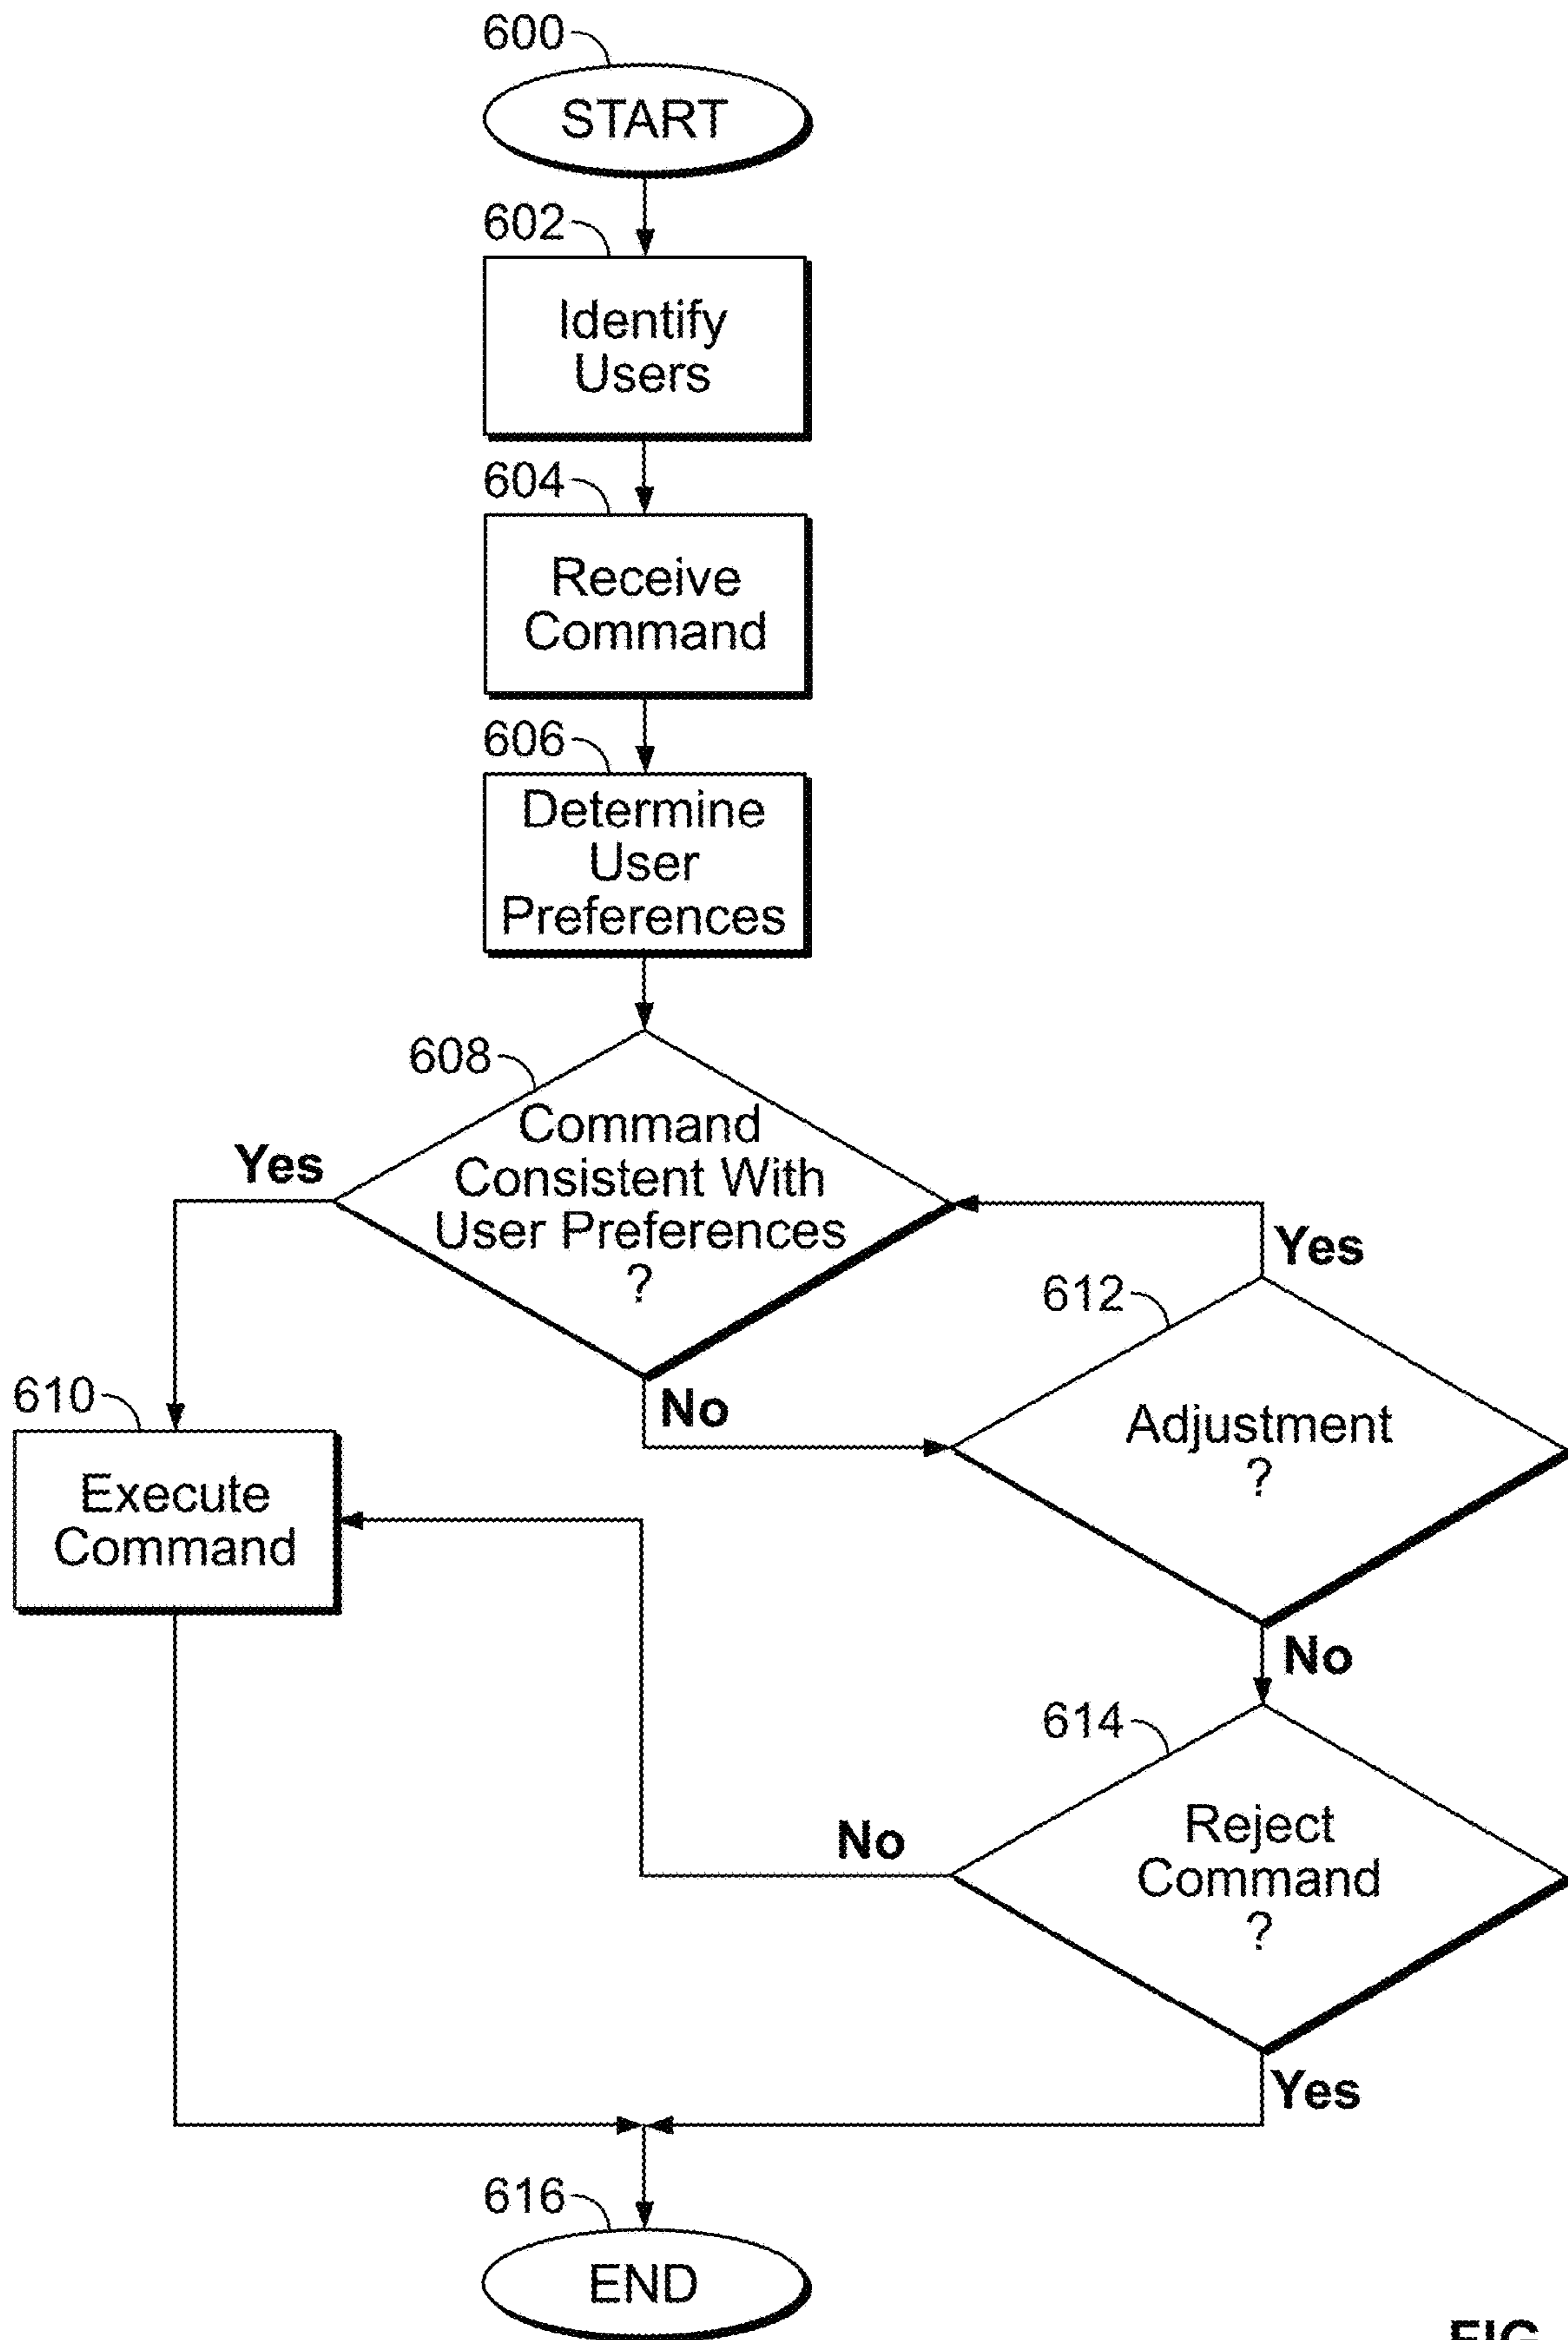 600
START
602
Identify
Users
604
Receive
Command
606
Determine
User
Preferences
608
Command
Consistent With
User Preferences
?
Yes
No
Yes
612
Adjustment
?
No
610
Execute
Command
614
Reject
Command
?
No
Yes
616
END